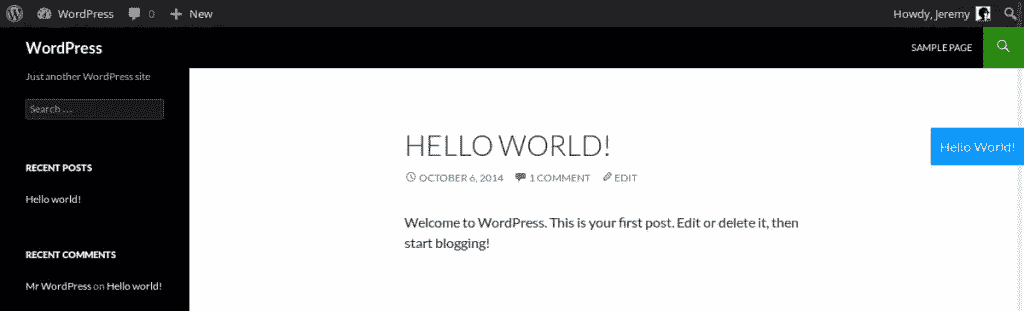 WordPress 0 New Howdy, Jeremy
WordPress SAMPLE PAGE
Just another WordPress site
Search …
RECENT POSTS
Hello world!
RECENT COMMENTS
Mr WordPress on Hello world!
HELLO WORLD!
OCTOBER 6, 2014 1 COMMENT EDIT
Welcome to WordPress. This is your first post. Edit or delete it, then
start blogging!
Hello World!